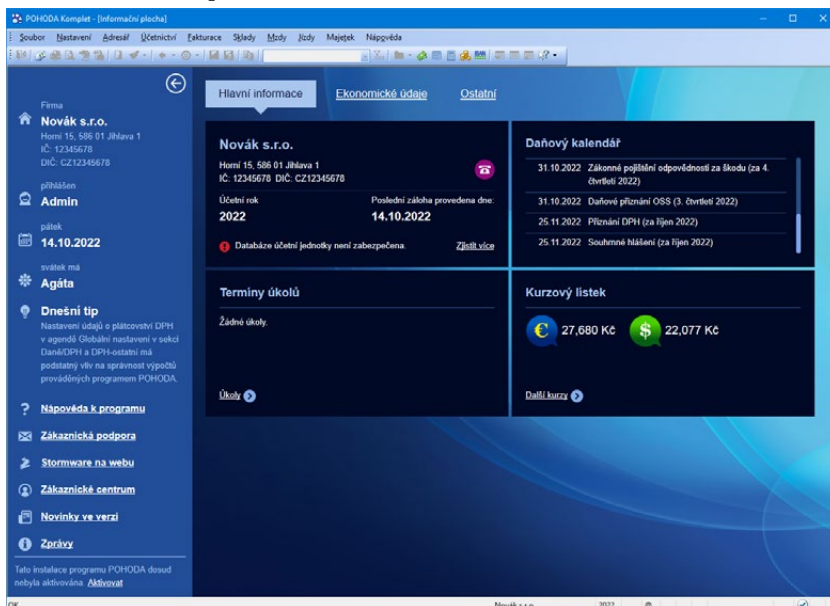 POHODA Komplet - [Informační plocha]
Soubor Nastavení Adresář Účetnictví Fakturace Sklady Mzdy Jízdy Majetek Nápověda
Firma
Novák s.r.o.
Horní 15, 586 01 Jihlava 1
IČ: 12345678
DIČ: CZ12345678
přihlášen
Admin
pátek
14.10.2022
svátek má
Agáta
Dnešní tip
Nastavení údajů o plátcovství DPH
v agendě Globální nastavení v sekci
Daně/DPH a DPH-ostatní má
podstatný vliv na správnost výpočtů
prováděných programem POHODA.
Nápověda k programu
Zákaznická podpora
Stormware na webu
Zákaznické centrum
Novinky ve verzi
Zprávy
Tato instalace programu POHODA dosud
nebyla aktivována. Aktivovat
Hlavní informace Ekonomické údaje Ostatní
Novák s.r.o.
Horní 15, 586 01 Jihlava 1
IČ: 12345678 DIČ: CZ12345678
Účetní rok Poslední záloha provedena dne:
2022 14.10.2022
Databáze účetní jednotky není zabezpečena. Zjistit více
Daňový kalendář
31.10.2022 Zákonné pojištění odpovědnosti za škodu (za 4.
čtvrtletí 2022)
31.10.2022 Daňové přiznání OSS (3. čtvrtletí 2022)
25.11.2022 Přiznání DPH (za říjen 2022)
25.11.2022 Souhrnné hlášení (za říjen 2022)
Termíny úkolů
Žádné úkoly.
Úkoly
Kurzový lístek
€ 27,680 Kč $ 22,077 Kč
Další kurzy
OK Novák s.r.o. 2022